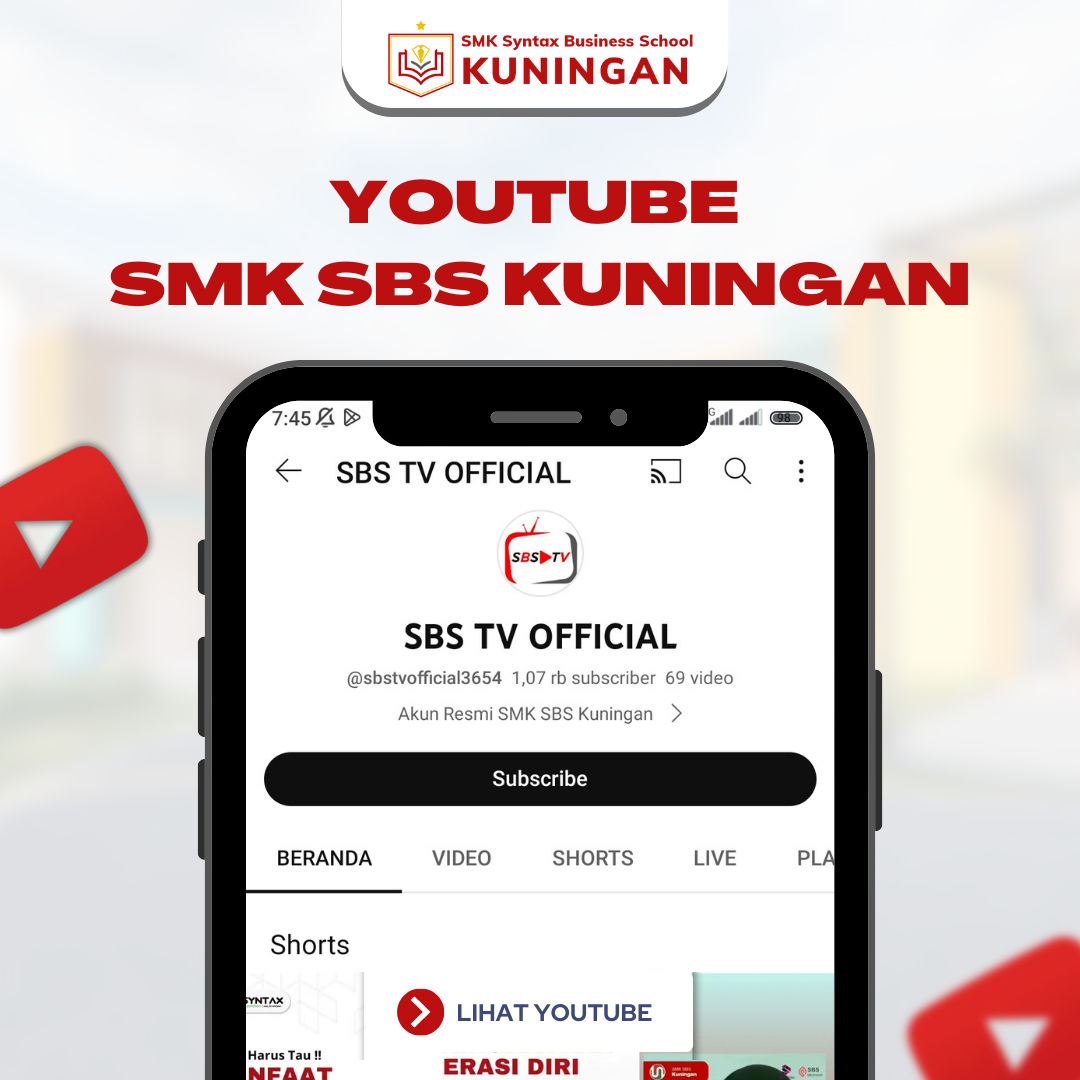 SMK Syntax Business School
KUNINGAN
YOUTUBE
SMK SBS KUNINGAN
7:45
G
98
SBS TV OFFICIAL
SBS TV
SBS TV OFFICIAL
@sbstvofficial3654 1,07 rb subscriber 69 video
Akun Resmi SMK SBS Kuningan
Subscribe
BERANDA VIDEO SHORTS LIVE PLA
Shorts
SYNTAX
LIHAT YOUTUBE
Harus Tau !!
NFAAT
ERASI DIRI
SMK SBS
Kuningan
SBS